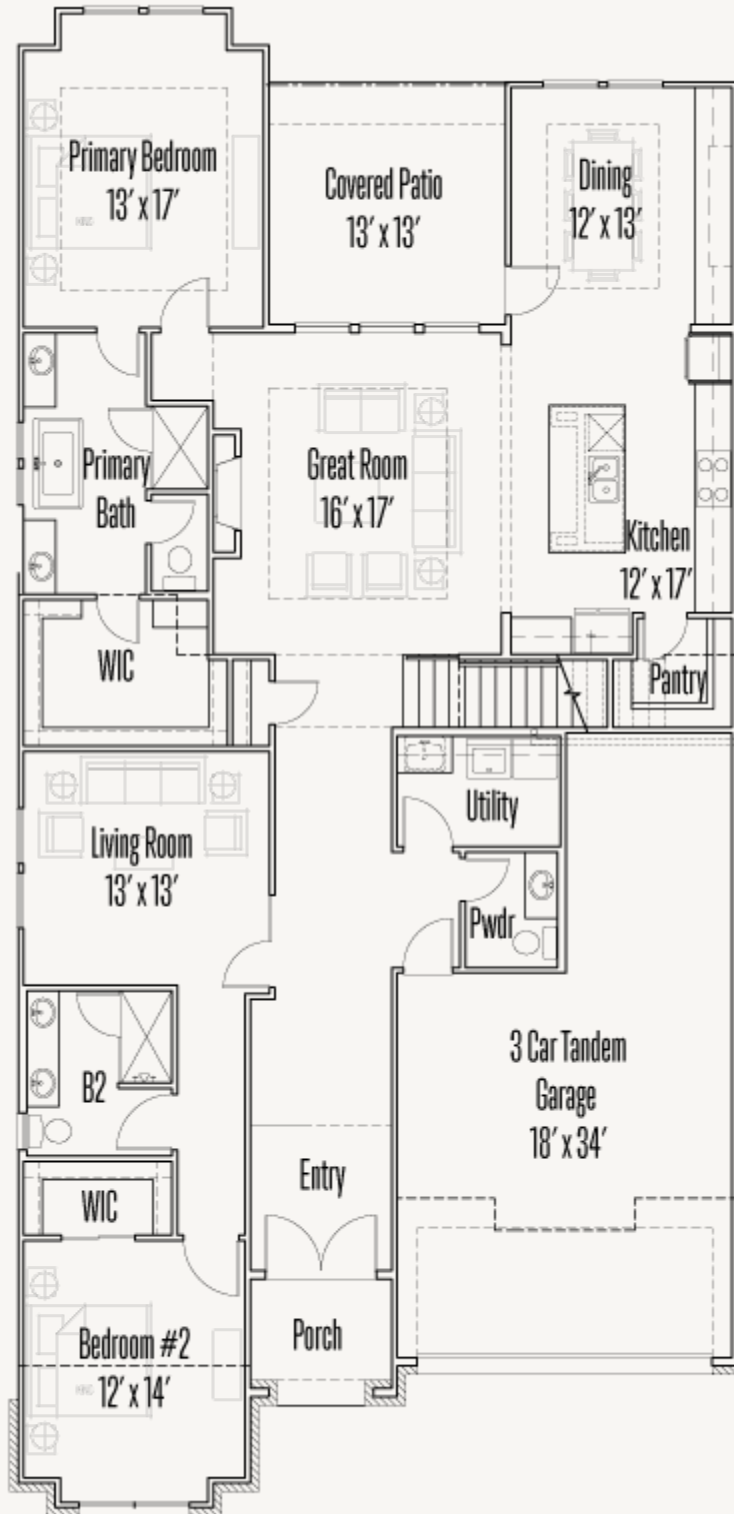 Primary Bedroom
13' x 17'
Covered Patio
13' x 13'
Dining
12' x 13'
Primary
Bath
Great Room
16' x 17'
Kitchen
12' x 17'
WIC
Pantry
Living Room
13' x 13'
Utility
Pwdr
B2
3 Car Tandem
Garage
18' x 34'
WIC
Entry
Porch
Bedroom #2
12' x 14'